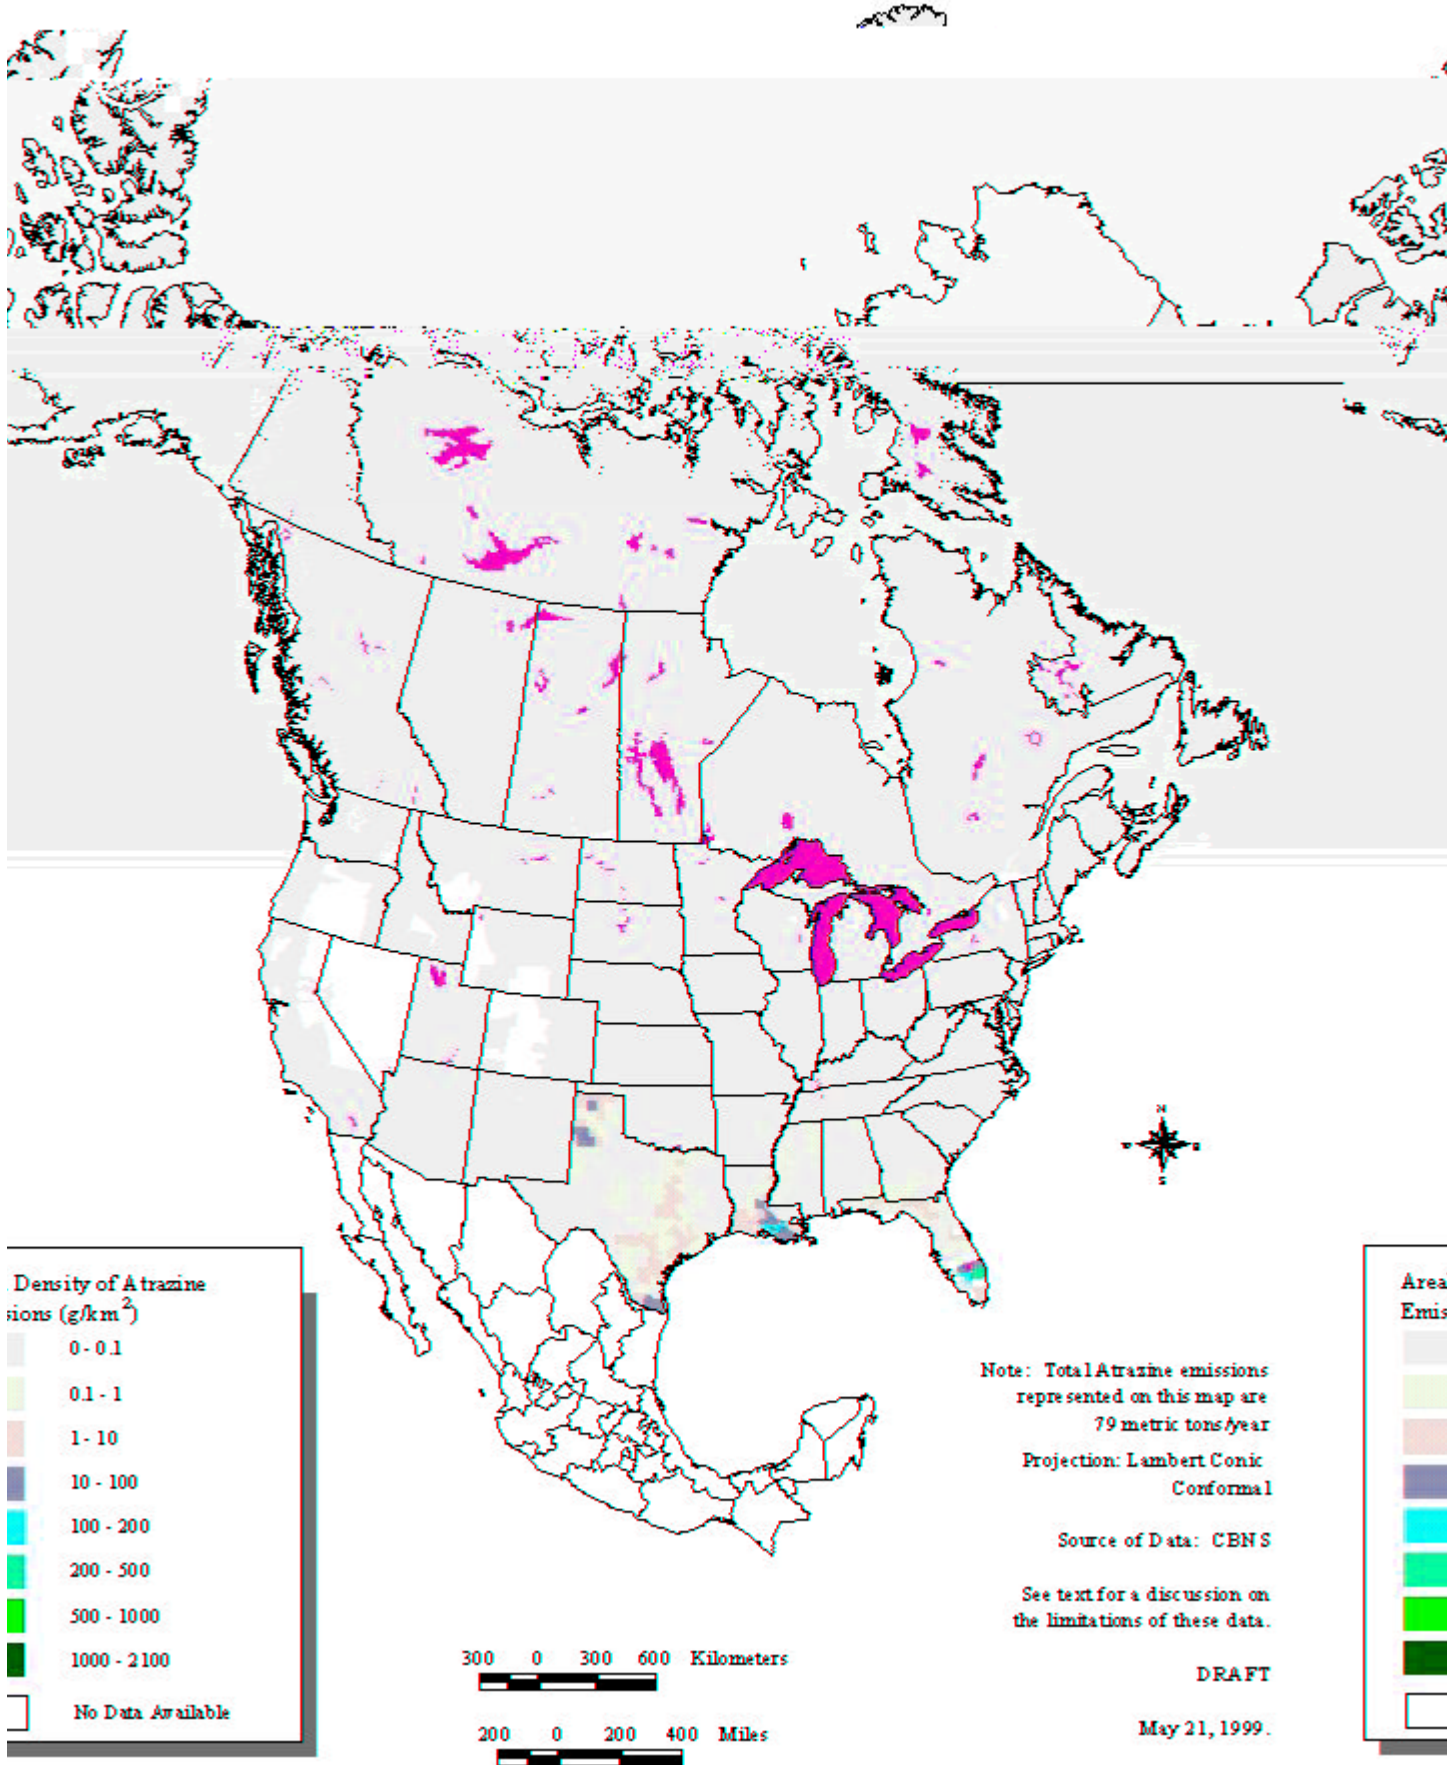 . Density of Atrazine
sions (g/km2)
0 - 0.1
0.1 - 1
1 - 10
10 - 100
100 - 200
200 - 500
500 - 1000
1000 - 2100
No Data Available
N
S
300 0 300 600 Kilometers
200 0 200 400 Miles
Note: Total Atrazine emissions
represented on this map are
79 metric tons/year
Projection: Lambert Conic
Conformal
Source of Data: CBNS
See text for a discussion on
the limitations of these data.
DRAFT
May 21, 1999.
Area
Emis